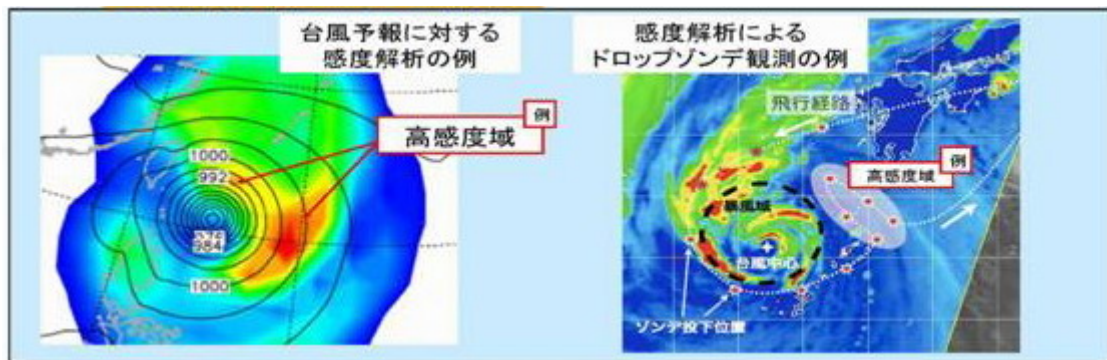 台風予報に対する
感度解析の例
例
高感度域
1000
992
984
1000
感度解析による
ドロップゾンデ観測の例
飛行経路
例
高感度域
暴風域
台風中心
ゾンデ投下位置